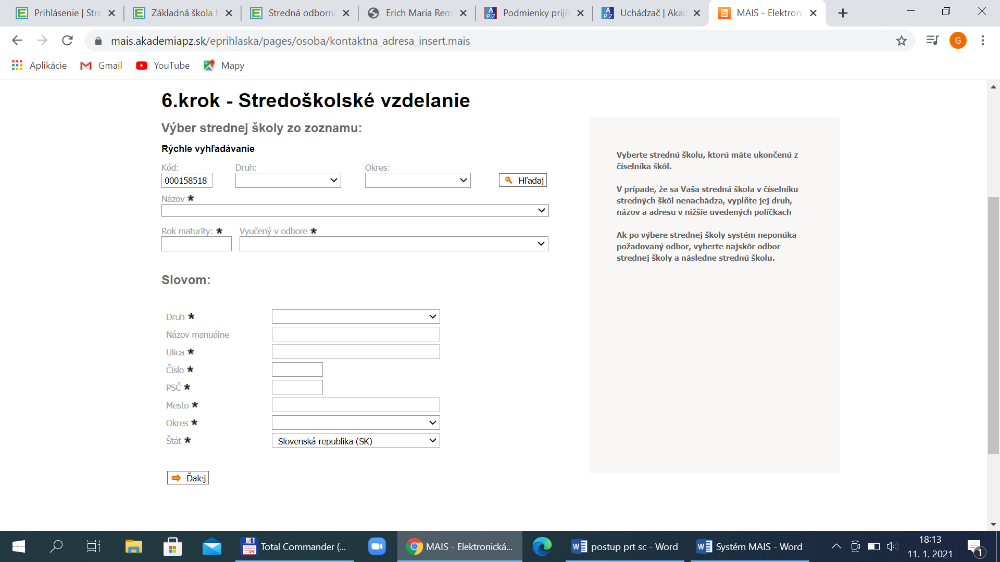 Prihlásenie | Stre
Základná škola M
Stredná odborná
Erich Maria Rem
Podmienky prijín
Uchádzač | Akad
MAIS - Elektroni
mais.akademiapz.sk/eprihlaska/pages/osoba/kontaktna_adresa_insert.mais
G
Aplikácie
Gmail
YouTube
Mapy
6.krok - Stredoškolské vzdelanie
Výber strednej školy zo zoznamu:
Rýchle vyhľadávanie
Kód: Druh: Okres:
000158518 Hľadaj
Názov *
Rok maturity: * Vyučený v odbore *
Slovom:
Druh *
Názov manuálne
Ulica *
Číslo *
PSČ *
Mesto *
Okres *
Štát * Slovenská republika (SK)
Ďalej
Vyberte strednú školu, ktorú máte ukončenú z
číselníka škôl.
V prípade, že sa Vaša stredná škola v číselníku
stredných škôl nenachádza, vyplňte jej druh,
názov a adresu v nižšie uvedených políčkach
Ak po výbere strednej školy systém neponúka
požadovaný odbor, vyberte najskôr odbor
strednej školy a následne strednú školu.
Total Commander (...
MAIS - Elektronická...
postup prt sc - Word
Systém MAIS - Word
18:13
11. 1. 2021
1